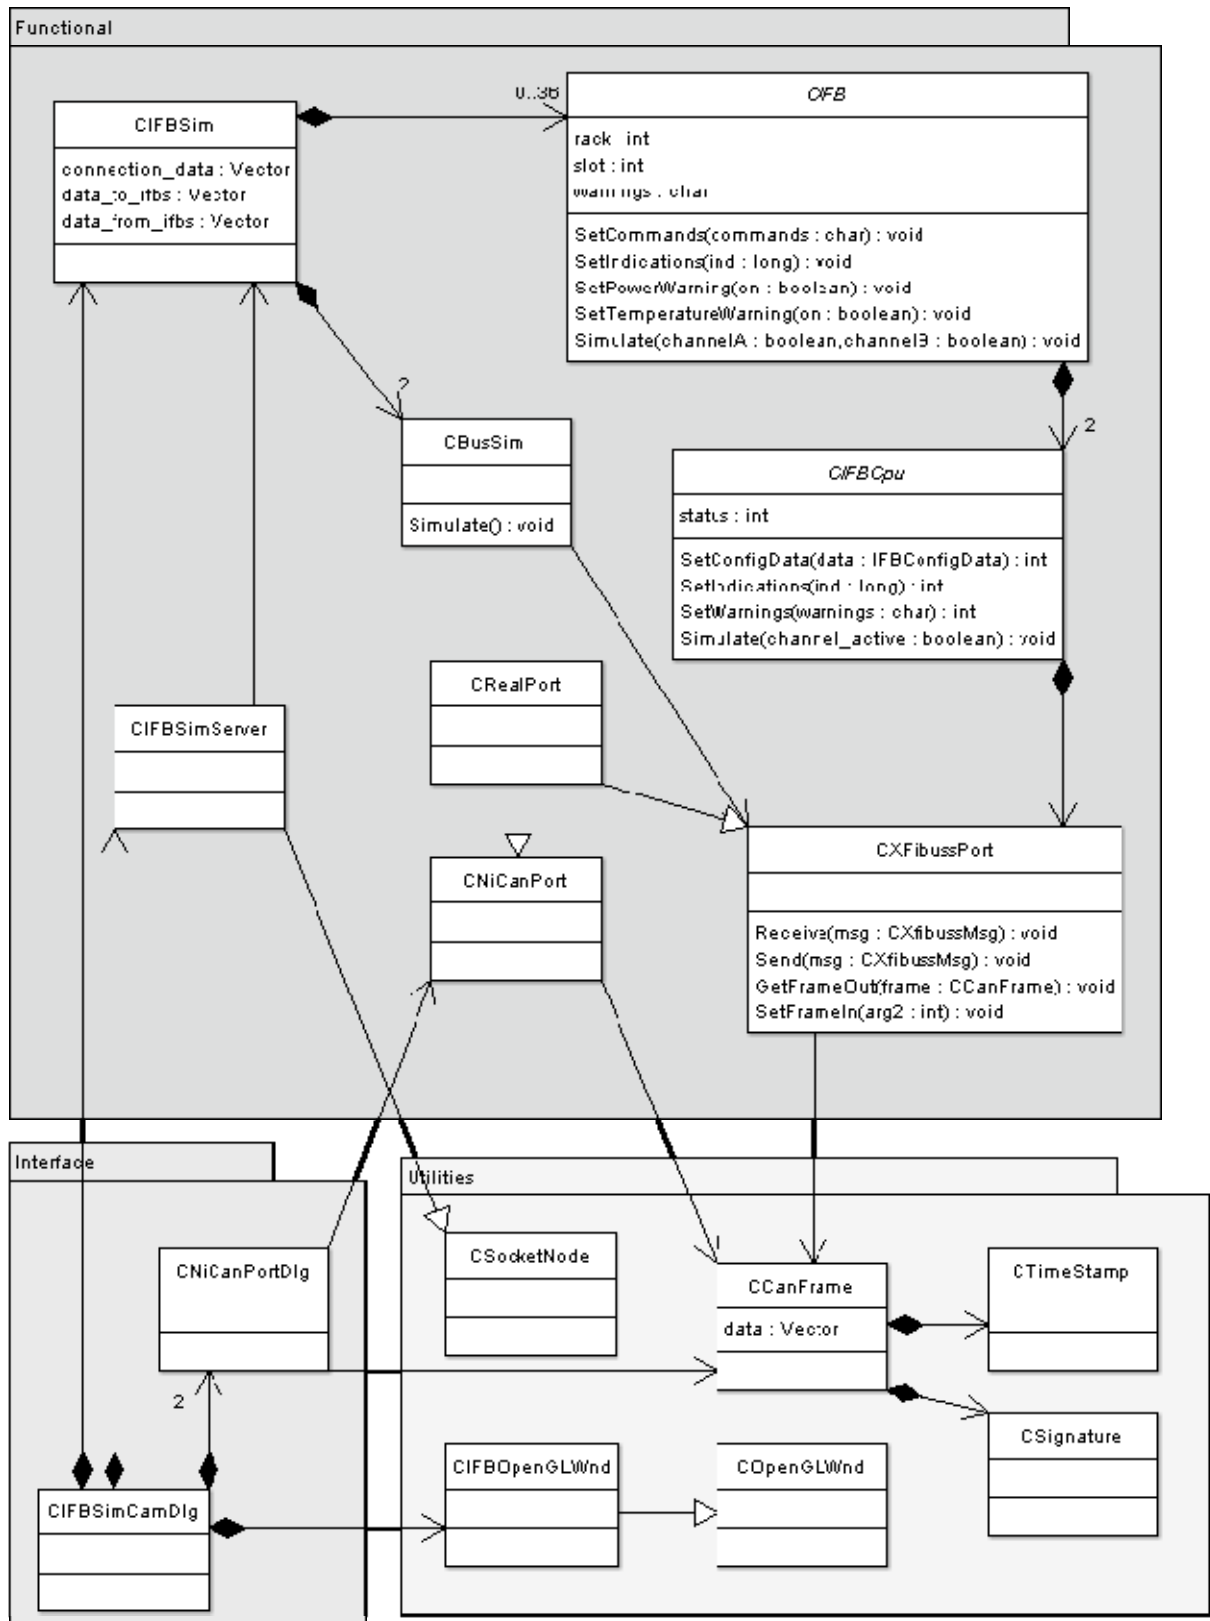 Functional
CIFBSim
connection_data : Vector
data_to_ifbs : Vector
data_from_ifbs : Vector
0..36
CIFB
rack : int
slot : int
warnings : char
SetCommands(commands : char) : void
SetIndications(ind : long) : void
SetPowerWarning(on : boolean) : void
SetTemperatureWarning(on : boolean) : void
Simulate(channelA : boolean,channelB : boolean) : void
2
CBusSim
Simulate() : void
2
CIFBCpu
status : int
SetConfigData(data : IFBConfigData) : int
SetIndications(ind : long) : int
SetWarnings(warnings : char) : int
Simulate(channel_active : boolean) : void
CRealPort
CIFBSimServer
CNiCanPort
CXFibussPort
Receive(msg : CXfibussMsg) : void
Send(msg : CXfibussMsg) : void
GetFrameOut(frame : CCanFrame) : void
SetFrameIn(arg2 : int) : void
Interface
CNiCanPortDlg
2
CIFBSimCamDlg
Utilities
CSocketNode
CCanFrame
data : Vector
CTimeStamp
CSignature
CIFBOpenGLWnd
COpenGLWnd